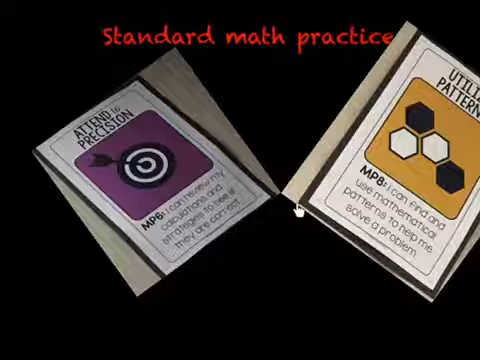 Standard math practice
ATTEND to
PRECISION
MP6: I can review my
calculations and
strategies to see if
they are correct.
PATTERN
MP8: I can find and
use mathematical
patterns to help me
solve a problem.